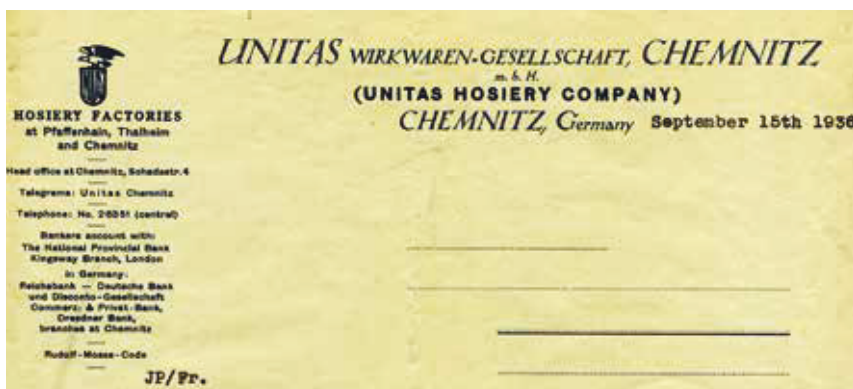 UNITAS WIRKWAREN-GESELLSCHAFT, CHEMNITZ
m. b. H.
(UNITAS HOSIERY COMPANY)
CHEMNITZ, Germany September 15th 1936
HOSIERY FACTORIES
at Pfaffenhain, Thalheim
and Chemnitz
Head office at Chemnitz, Schadestr. 4
Telegrams: Unitas Chemnitz
Telephone: No. 26351 (central)
Bankers account with:
The National Provincial Bank
Kingsway Branch, London
in Germany:
Reichsbank — Deutsche Bank
und Disconto-Gesellschaft
Commerz- & Privat-Bank,
Dresdner Bank,
branches at Chemnitz
Rudolf-Mosse-Code
JP/Fr.